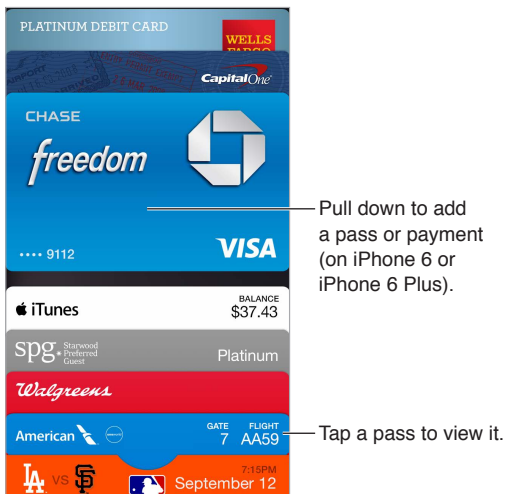 PLATINUM DEBIT CARD
WELLS
FARGO
CapitalOne
CHASE
freedom
•••• 9112
VISA
Pull down to add
a pass or payment
(on iPhone 6 or
iPhone 6 Plus).
iTunes
BALANCE
$37.43
spg
Starwood
Preferred
Guest
Platinum
Walgreens
American
GATE
7
FLIGHT
AA59
Tap a pass to view it.
LA VS SF
7:15PM
September 12